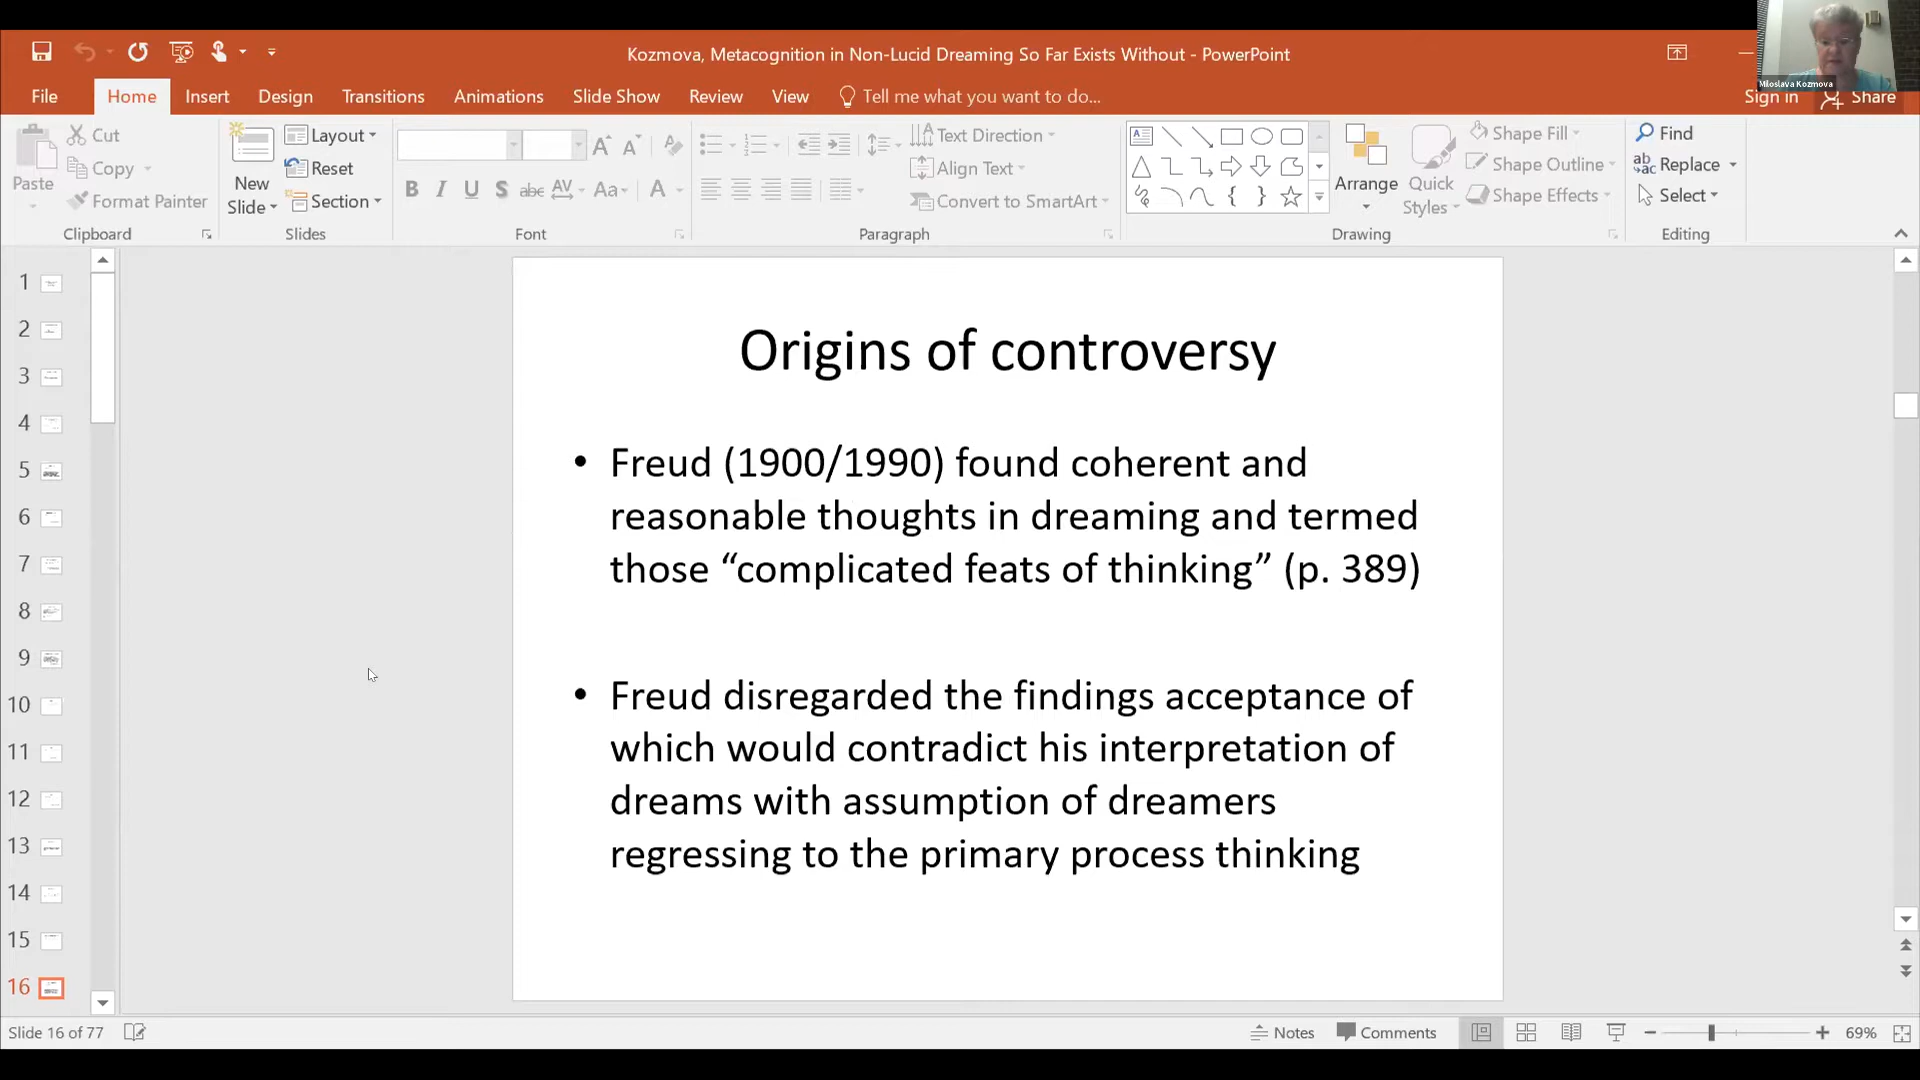 Kozmova, Metacognition in Non-Lucid Dreaming So Far Exists Without - PowerPoint
Miloslava Kozmova
File Home Insert Design Transitions Animations Slide Show Review View Tell me what you want to do... Sign in Share
Paste
Cut
Copy
Format Painter
Clipboard
New Slide
Layout
Reset
Section
Slides
B I U S abc AV Aa A
Font
Text Direction
Align Text
Convert to SmartArt
Paragraph
Arrange
Quick Styles
Shape Fill
Shape Outline
Shape Effects
Drawing
Find
Replace
Select
Editing
1
2
3
4
5
6
7
8
9
10
11
12
13
14
15
16
Origins of controversy
• Freud (1900/1990) found coherent and
reasonable thoughts in dreaming and termed
those “complicated feats of thinking” (p. 389)
• Freud disregarded the findings acceptance of
which would contradict his interpretation of
dreams with assumption of dreamers
regressing to the primary process thinking
Slide 16 of 77 Notes Comments 69%